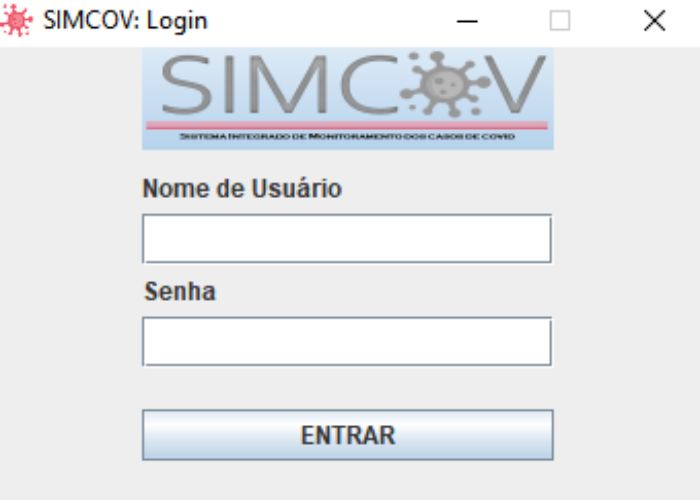 SIMCOV: Login
SIMCOV
SISTEMA INTEGRADO DE MONITORAMENTO DOS CASOS DE COVID
Nome de Usuário
Senha
ENTRAR